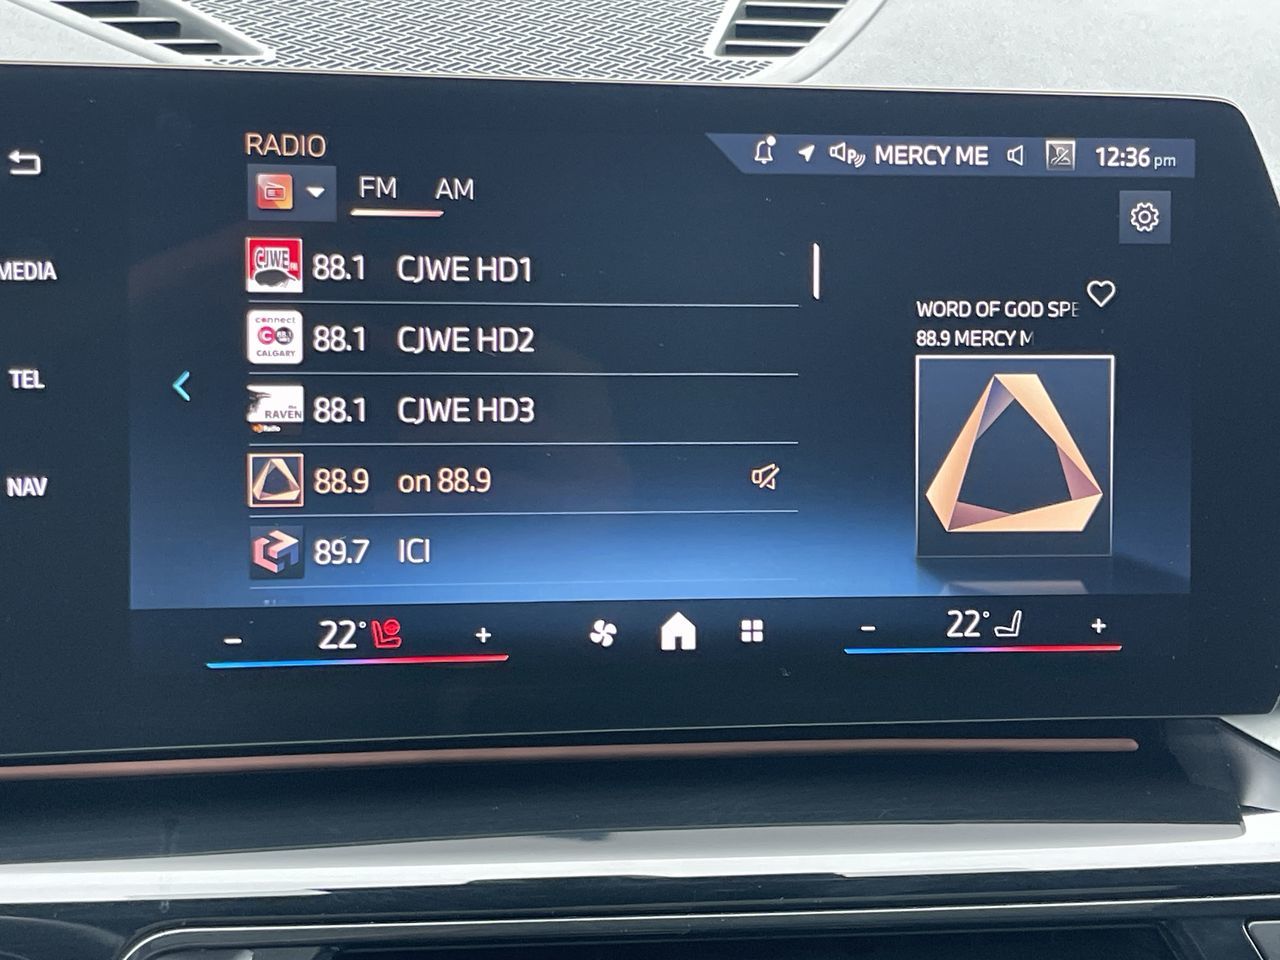 RADIO
MERCY ME
12:36 pm
FM AM
MEDIA
TEL
NAV
CJWE FM
88.1 CJWE HD1
connect
CALGARY
88.1 CJWE HD2
RAVEN
88.1 CJWE HD3
88.9 on 88.9
89.7 ICI
WORD OF GOD SPE
88.9 MERCY M
- 22° +
- 22° +